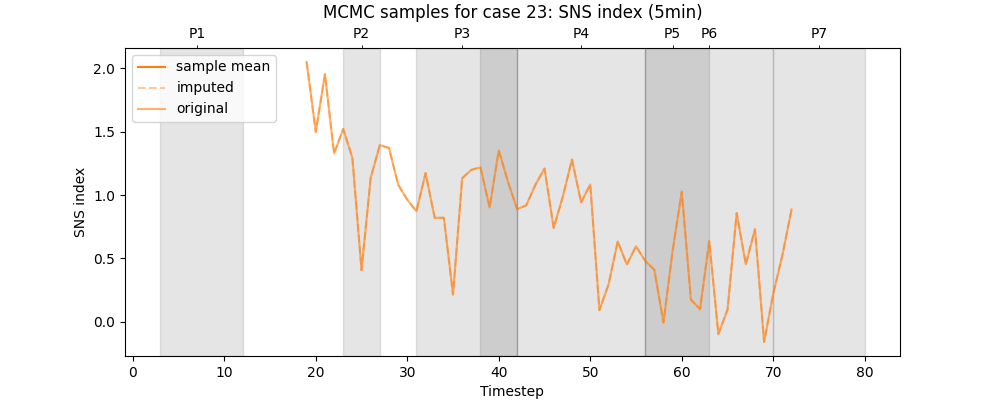 MCMC samples for case 23: SNS index (5min)
P1 P2 P3 P4 P5 P6 P7
sample mean
imputed
original
2.0
1.5
1.0
0.5
0.0
SNS index
0 10 20 30 40 50 60 70 80
Timestep